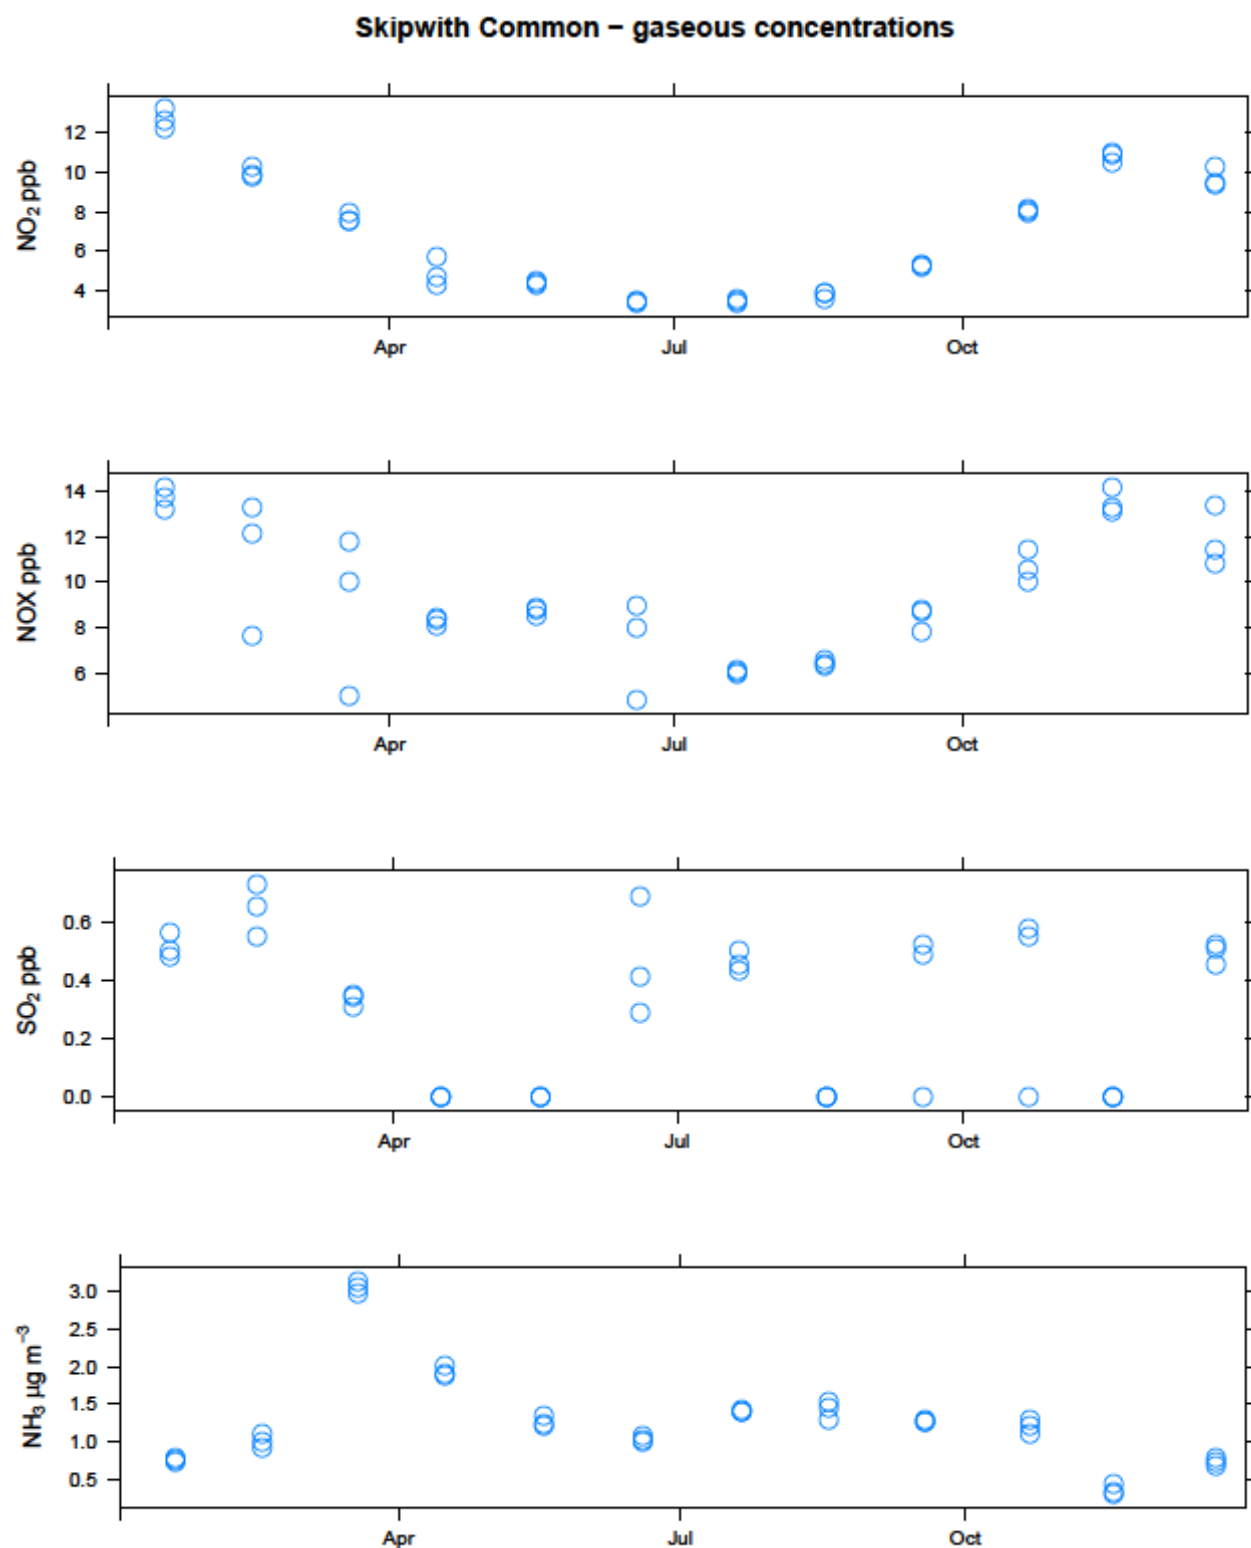 Skipwith Common – gaseous concentrations
NO₂ ppb
12
10
8
6
4
Apr Jul Oct
NOX ppb
14
12
10
8
6
Apr Jul Oct
SO₂ ppb
0.6
0.4
0.2
0.0
Apr Jul Oct
NH₃ µg m⁻³
3.0
2.5
2.0
1.5
1.0
0.5
Apr Jul Oct